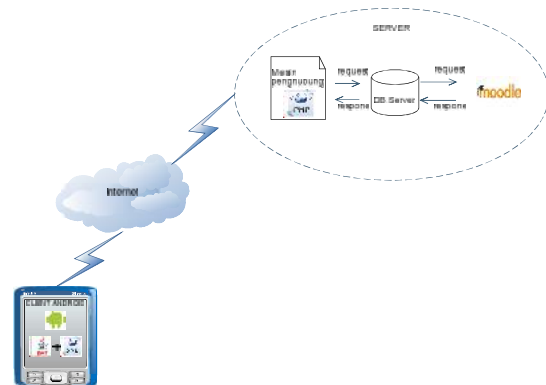 SERVER
Mesin
penghubung
PHP
request
respone
DB Server
request
respone
moodle
Internet
CLIENT ANDROID